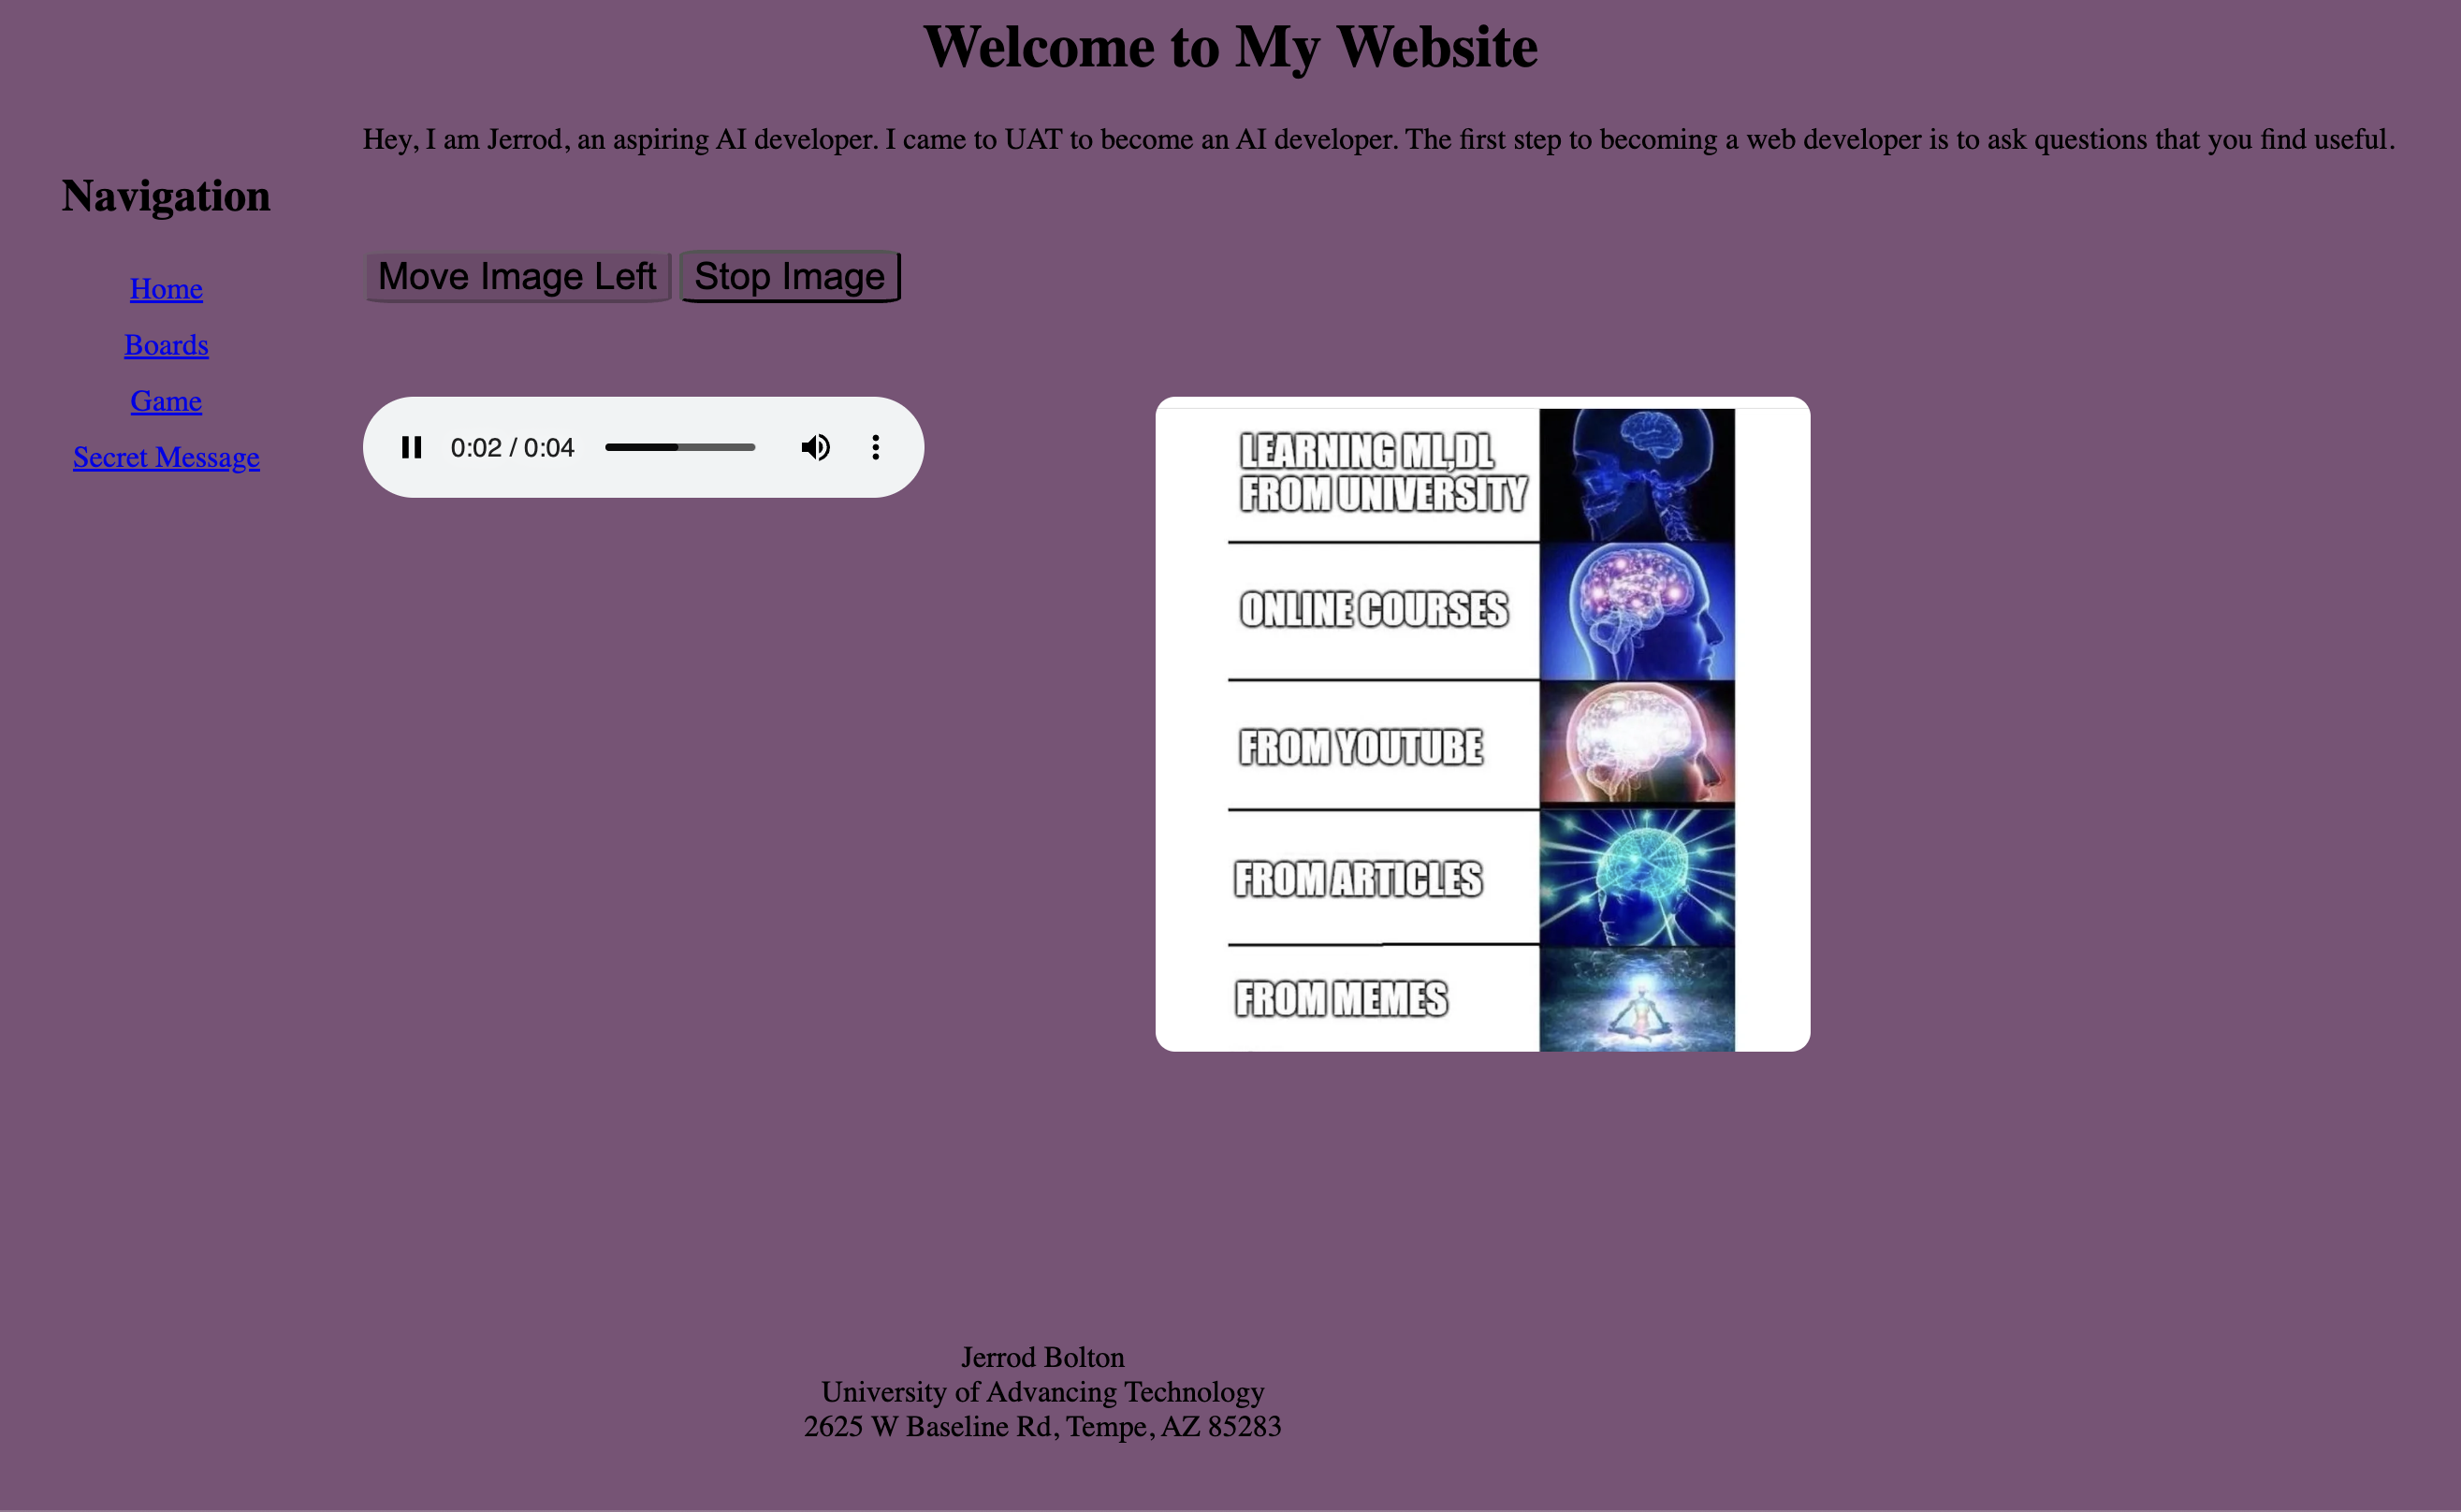 Welcome to My Website
Hey, I am Jerrod, an aspiring AI developer. I came to UAT to become an AI developer. The first step to becoming a web developer is to ask questions that you find useful.
Navigation
Home
Boards
Game
Secret Message
Move Image Left
Stop Image
0:02 / 0:04
LEARNING ML,DL
FROM UNIVERSITY
ONLINE COURSES
FROM YOUTUBE
FROM ARTICLES
FROM MEMES
Jerrod Bolton
University of Advancing Technology
2625 W Baseline Rd, Tempe, AZ 85283